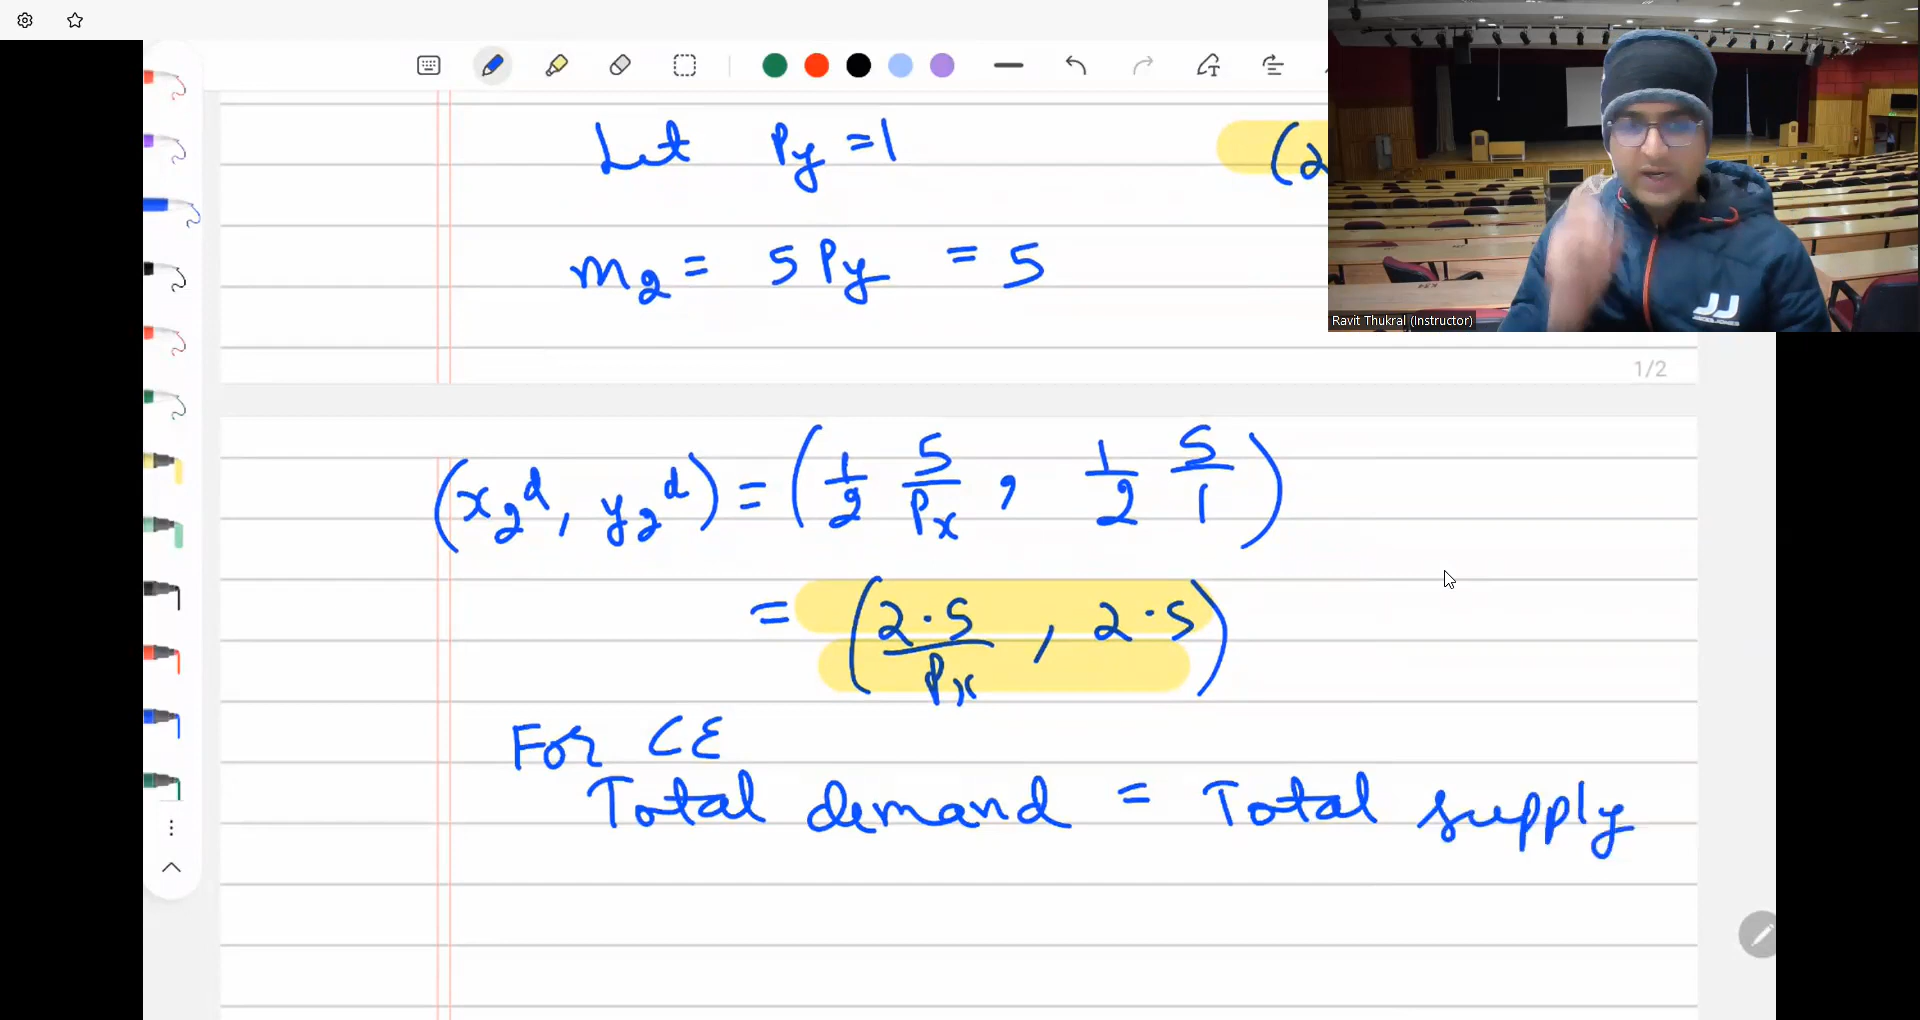 Let Py = 1
(2
m₂ = 5 Py = 5
Ravit Thukral (Instructor)
1/2
(x₂ᵈ, y₂ᵈ) = (1/2 5/Px , 1/2 5/1)
= (2·5/Px , 2·5)
For CE
Total demand = Total supply